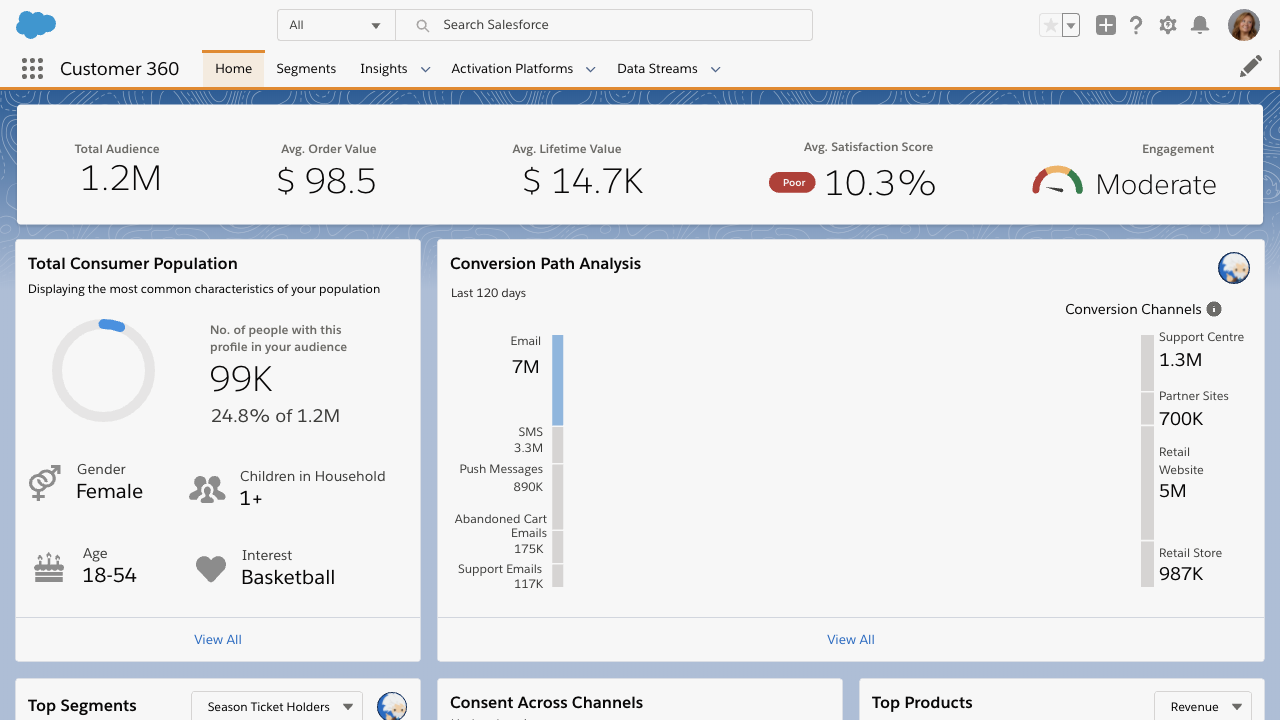 All
Search Salesforce
Customer 360
Home
Segments
Insights
Activation Platforms
Data Streams
Total Audience
1.2M
Avg. Order Value
$ 98.5
Avg. Lifetime Value
$ 14.7K
Avg. Satisfaction Score
Poor
10.3%
Engagement
Moderate
Total Consumer Population
Displaying the most common characteristics of your population
No. of people with this
profile in your audience
99K
24.8% of 1.2M
Gender
Female
Children in Household
1+
Age
18-54
Interest
Basketball
View All
Conversion Path Analysis
Last 120 days
Conversion Channels
Email
7M
SMS
3.3M
Push Messages
890K
Abandoned Cart
Emails
175K
Support Emails
117K
Support Centre
1.3M
Partner Sites
700K
Retail
Website
5M
Retail Store
987K
View All
Top Segments
Season Ticket Holders
Consent Across Channels
Top Products
Revenue